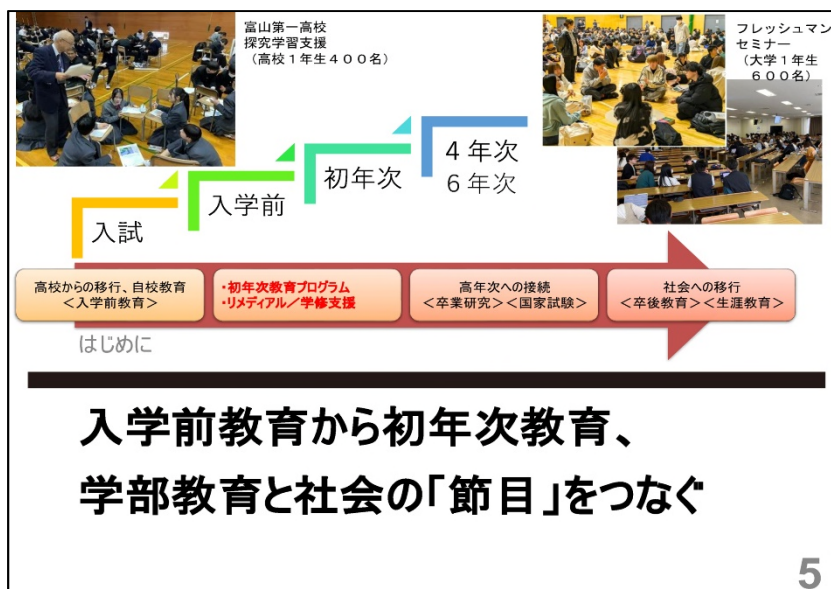 富山第一高校
探究学習支援
（高校１年生４００名）
フレッシュマン
セミナー
（大学１年生
６００名）
入試
入学前
初年次
４年次
６年次
高校からの移行、自校教育
＜入学前教育＞
・初年次教育プログラム
・リメディアル／学修支援
高年次への接続
＜卒業研究＞＜国家試験＞
社会への移行
＜卒後教育＞＜生涯教育＞
はじめに
入学前教育から初年次教育、
学部教育と社会の「節目」をつなぐ
5